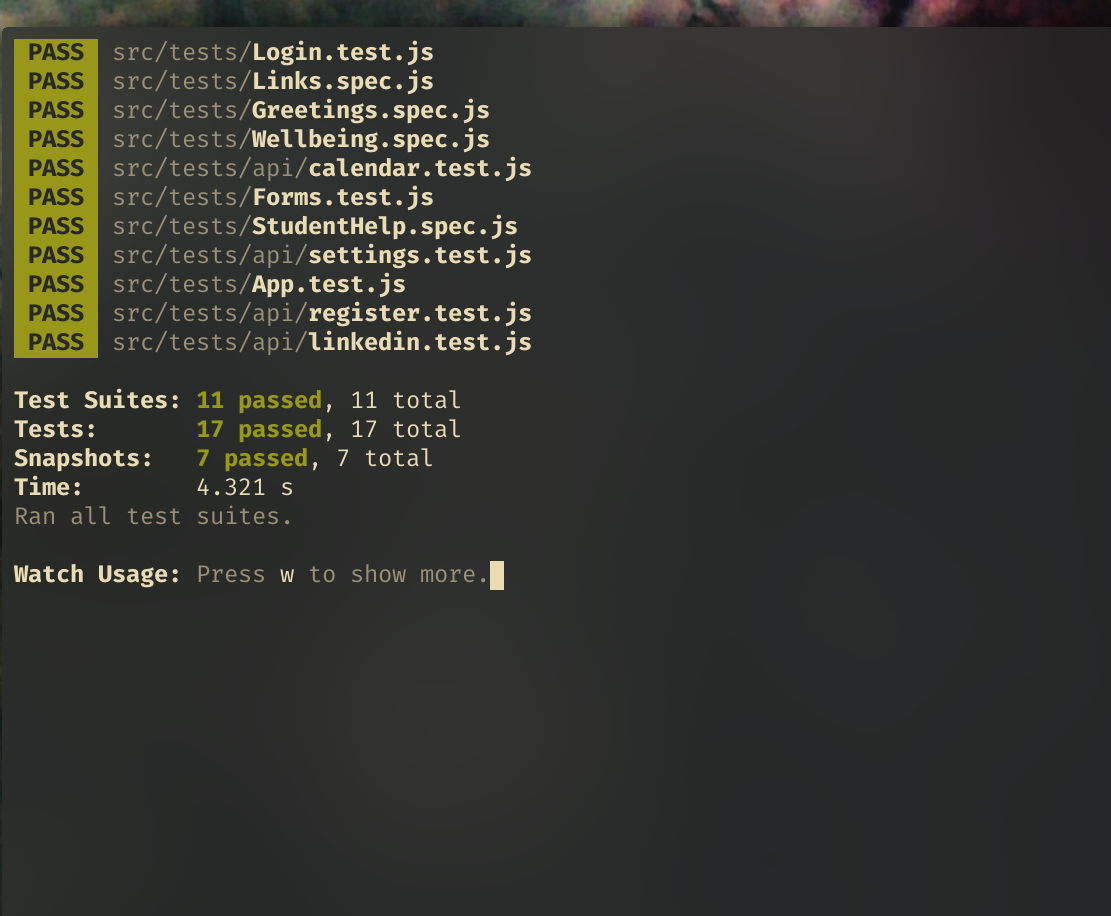 PASS src/tests/Login.test.js
PASS src/tests/Links.spec.js
PASS src/tests/Greetings.spec.js
PASS src/tests/Wellbeing.spec.js
PASS src/tests/api/calendar.test.js
PASS src/tests/Forms.test.js
PASS src/tests/StudentHelp.spec.js
PASS src/tests/api/settings.test.js
PASS src/tests/App.test.js
PASS src/tests/api/register.test.js
PASS src/tests/api/linkedin.test.js
Test Suites: 11 passed, 11 total
Tests: 17 passed, 17 total
Snapshots: 7 passed, 7 total
Time: 4.321 s
Ran all test suites.
Watch Usage: Press w to show more.